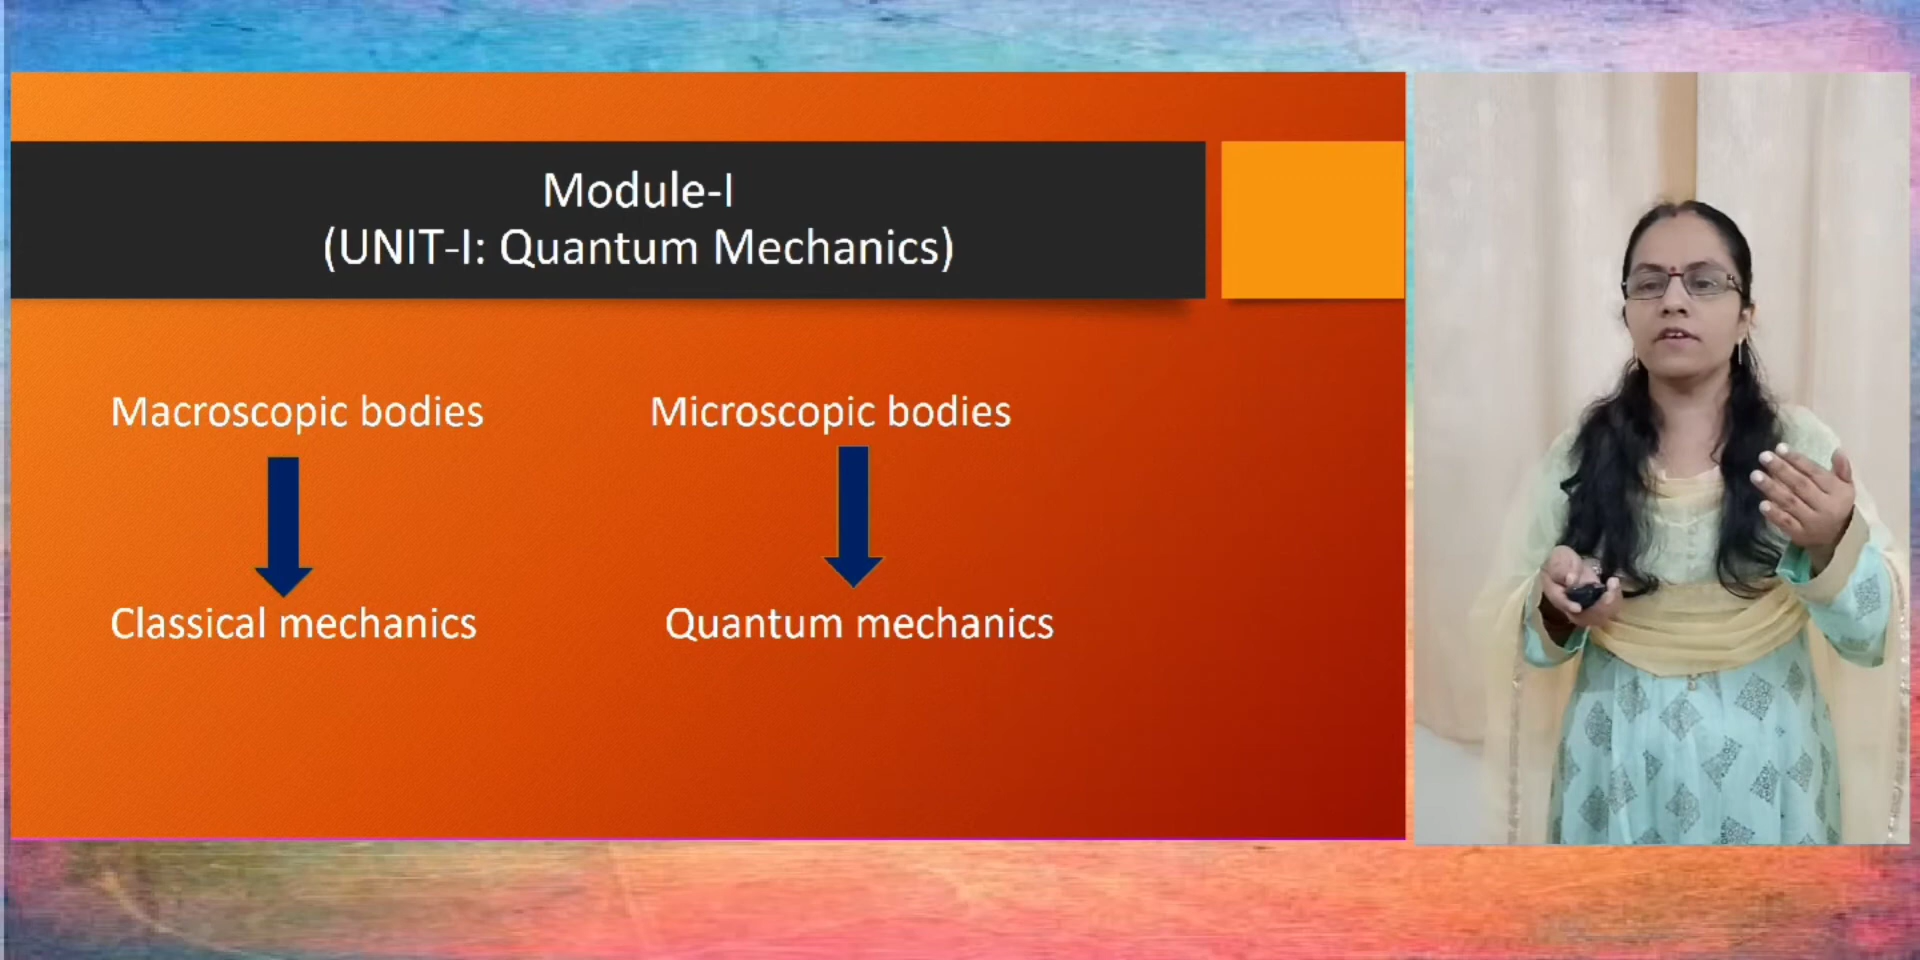 Module-I
(UNIT-I: Quantum Mechanics)
Macroscopic bodies
Microscopic bodies
Classical mechanics
Quantum mechanics